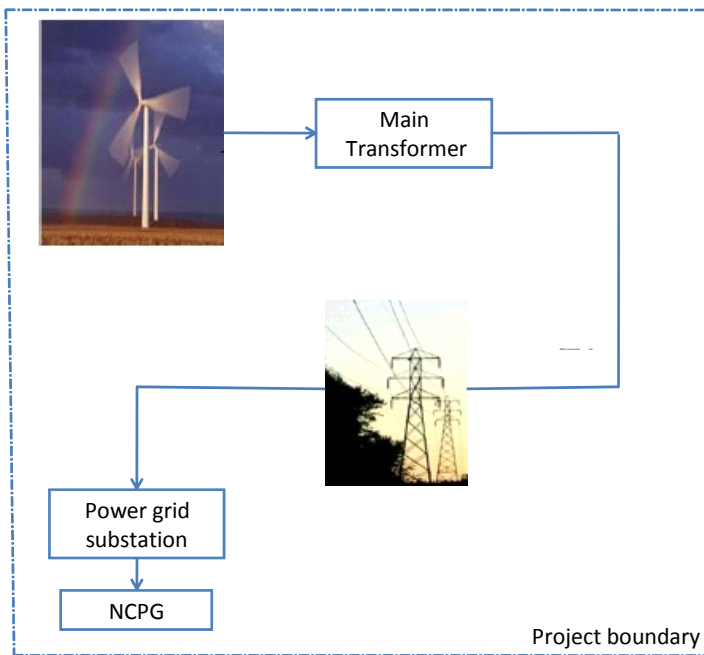 Main
Transformer
Power grid
substation
NCPG
Project boundary